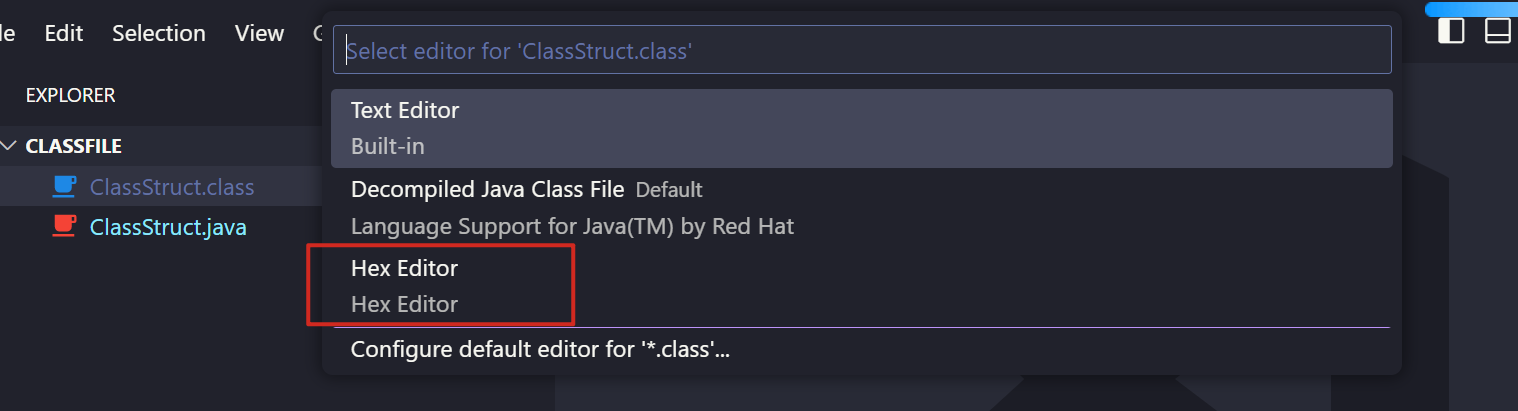 Edit Selection View
Select editor for 'ClassStruct.class'
EXPLORER
Text Editor
Built-in
CLASSFILE
ClassStruct.class
Decompiled Java Class File Default
ClassStruct.java
Language Support for Java(TM) by Red Hat
Hex Editor
Hex Editor
Configure default editor for '*.class'...